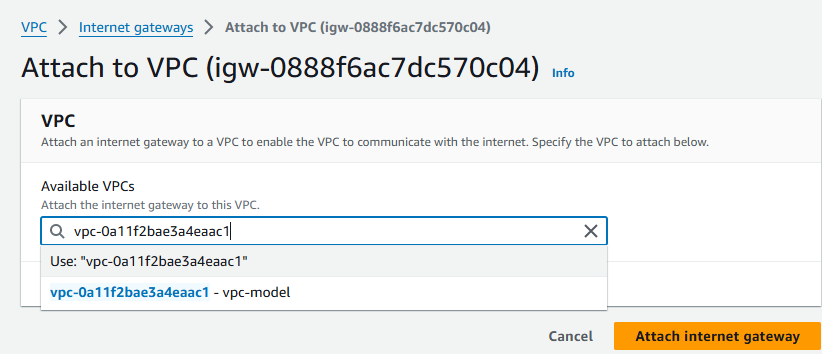 VPC > Internet gateways > Attach to VPC (igw-0888f6ac7dc570c04)
Attach to VPC (igw-0888f6ac7dc570c04) Info
VPC
Attach an internet gateway to a VPC to enable the VPC to communicate with the internet. Specify the VPC to attach below.
Available VPCs
Attach the internet gateway to this VPC.
vpc-0a11f2bae3a4eaac1
Use: "vpc-0a11f2bae3a4eaac1"
vpc-0a11f2bae3a4eaac1 - vpc-model
Cancel Attach internet gateway